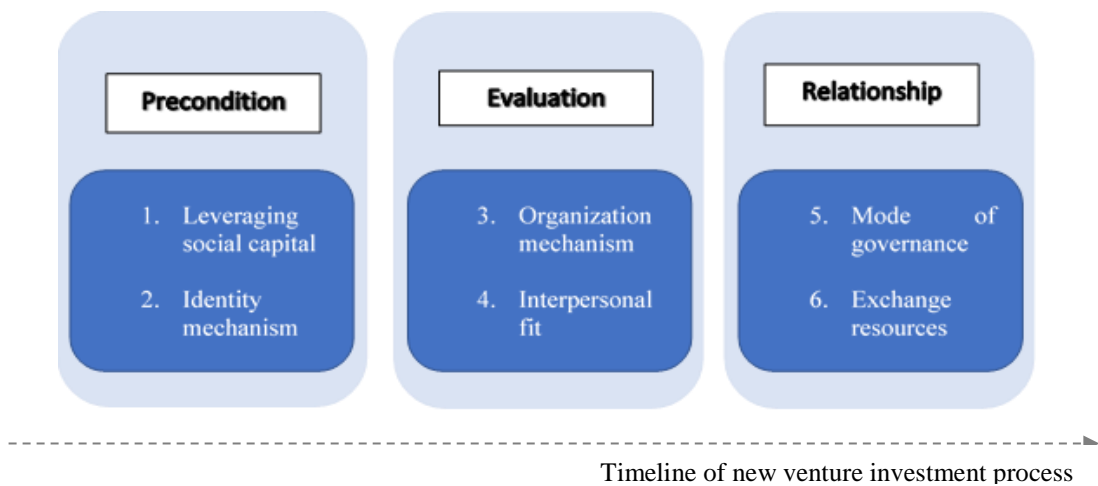 Precondition
1. Leveraging
social capital
2. Identity
mechanism
Evaluation
3. Organization
mechanism
4. Interpersonal
fit
Relationship
5. Mode of
governance
6. Exchange
resources
Timeline of new venture investment process